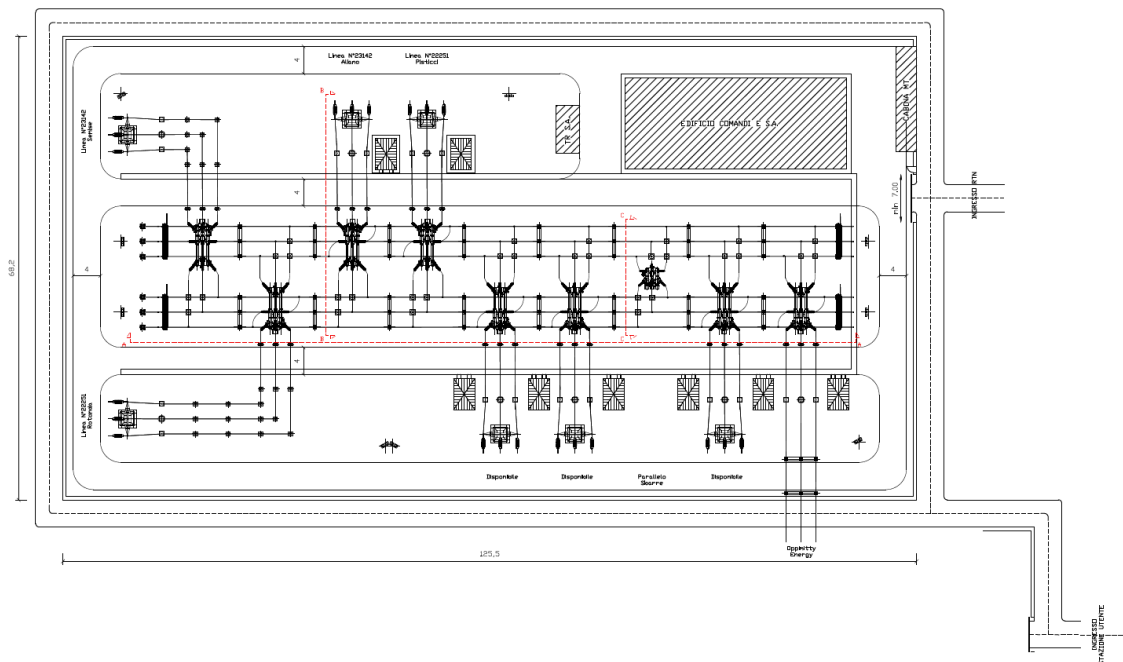 Linea N°23142
Aliano
Linea N°22251
Pisticci
4
Linea N°23142
Senise
B
B
TR S.A.
EDIFICIO COMANDI E S.A.
CABINA MT
4
min 7,00
INGRESSO RTN
C
C
68,2
4
4
B
B
C
C
A
A
4
Linea N°22251
Rotonda
Disponibile
Disponibile
Parallelo
Sbarre
Disponibile
Oppimitty
Energy
125,5
INGRESSO
STAZIONE UTENTE